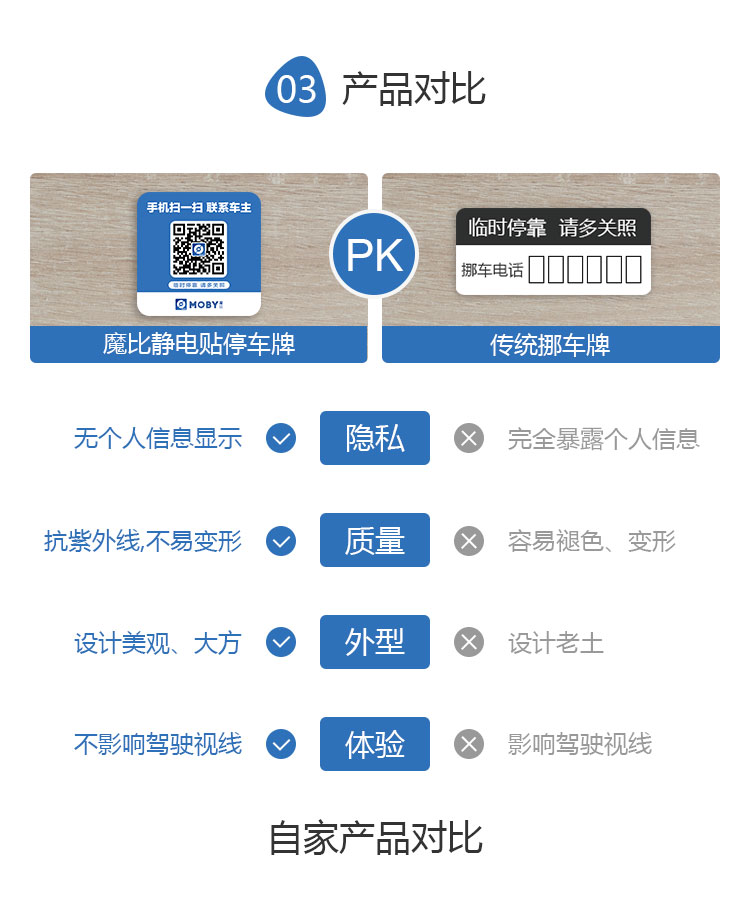 03 产品对比
手机扫一扫 联系车主
临时停靠 请多关照
MOBY
PK
临时停靠 请多关照
挪车电话
魔比静电贴停车牌
传统挪车牌
无个人信息显示 隐私 完全暴露个人信息
抗紫外线,不易变形 质量 容易褪色、变形
设计美观、大方 外型 设计老土
不影响驾驶视线 体验 影响驾驶视线
自家产品对比